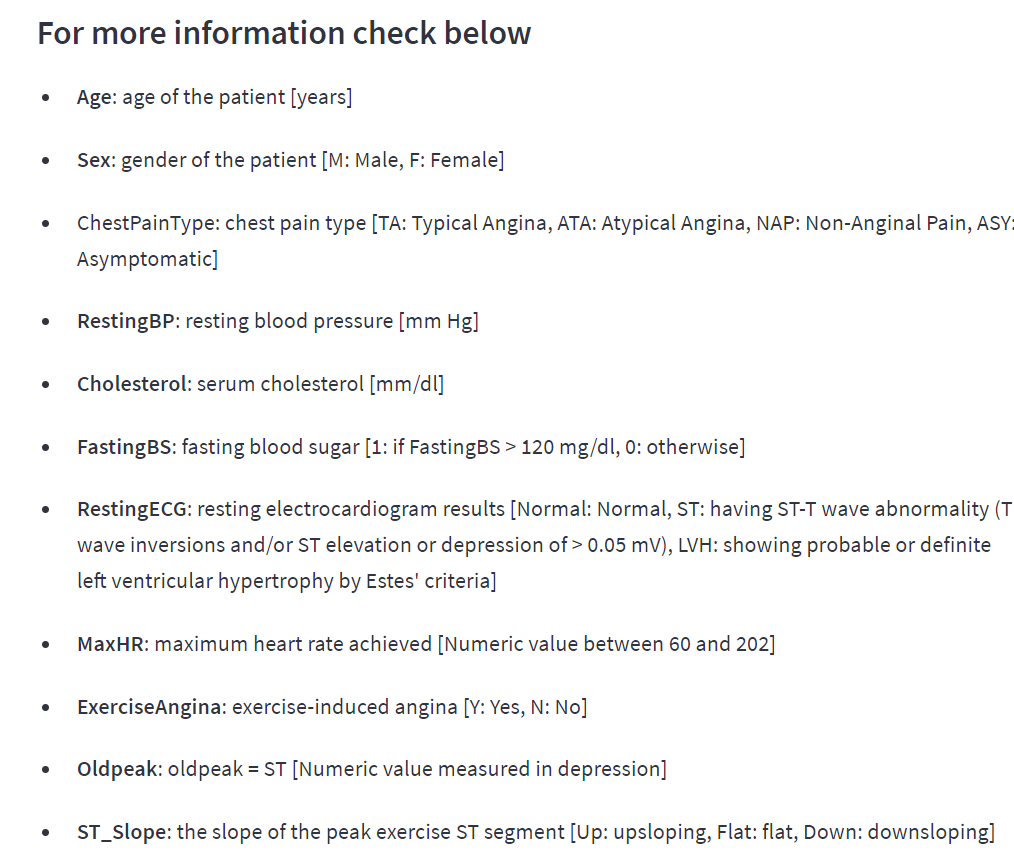 For more information check below
Age: age of the patient [years]
Sex: gender of the patient [M: Male, F: Female]
ChestPainType: chest pain type [TA: Typical Angina, ATA: Atypical Angina, NAP: Non-Anginal Pain, ASY:
Asymptomatic]
RestingBP: resting blood pressure [mm Hg]
Cholesterol: serum cholesterol [mm/dl]
FastingBS: fasting blood sugar [1: if FastingBS > 120 mg/dl, 0: otherwise]
RestingECG: resting electrocardiogram results [Normal: Normal, ST: having ST-T wave abnormality (T
wave inversions and/or ST elevation or depression of > 0.05 mV), LVH: showing probable or definite
left ventricular hypertrophy by Estes' criteria]
MaxHR: maximum heart rate achieved [Numeric value between 60 and 202]
ExerciseAngina: exercise-induced angina [Y: Yes, N: No]
Oldpeak: oldpeak = ST [Numeric value measured in depression]
ST_Slope: the slope of the peak exercise ST segment [Up: upsloping, Flat: flat, Down: downsloping]